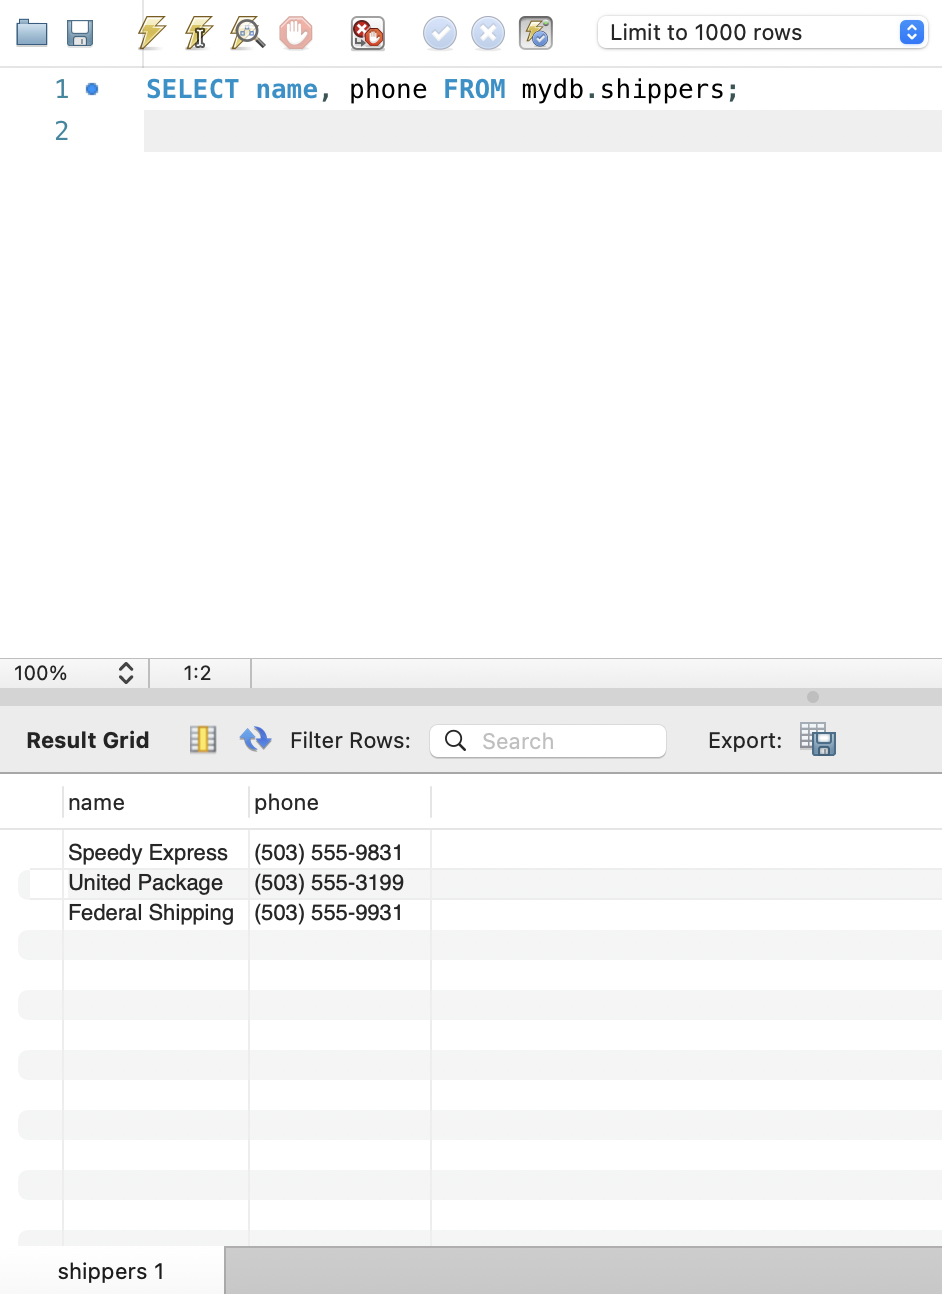 Limit to 1000 rows
1 SELECT name, phone FROM mydb.shippers;
2
100% 1:2
Result Grid Filter Rows: Search Export:
name phone
Speedy Express (503) 555-9831
United Package (503) 555-3199
Federal Shipping (503) 555-9931
shippers 1